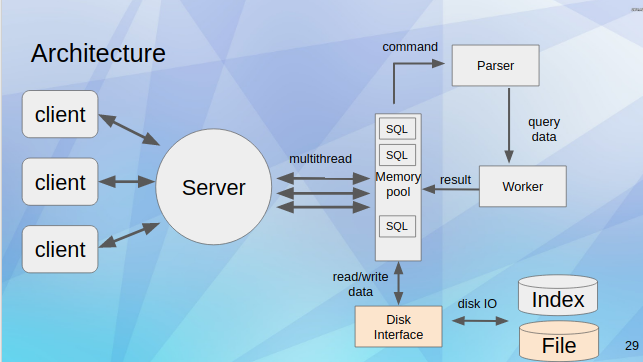 Architecture
client
client
client
Server
multithread
command
Parser
SQL
SQL
Memory
pool
SQL
query
data
result
Worker
read/write
data
Disk
Interface
disk IO
Index
File
29